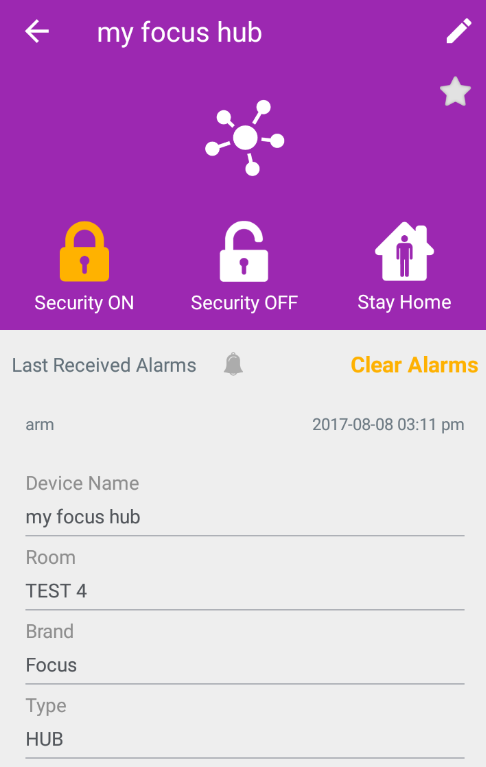 my focus hub
Security ON
Security OFF
Stay Home
Last Received Alarms
Clear Alarms
arm
2017-08-08 03:11 pm
Device Name
my focus hub
Room
TEST 4
Brand
Focus
Type
HUB